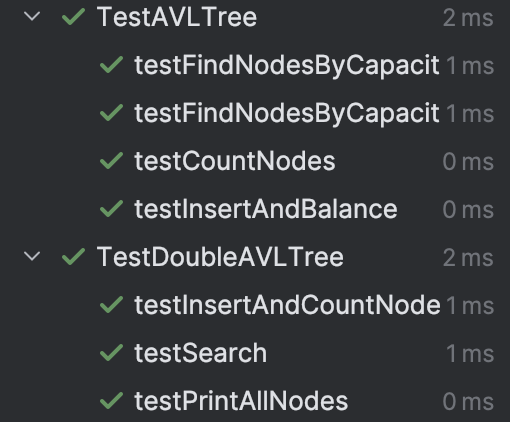 TestAVLTree 2 ms
testFindNodesByCapacit 1 ms
testFindNodesByCapacit 1 ms
testCountNodes 0 ms
testInsertAndBalance 0 ms
TestDoubleAVLTree 2 ms
testInsertAndCountNode 1 ms
testSearch 1 ms
testPrintAllNodes 0 ms